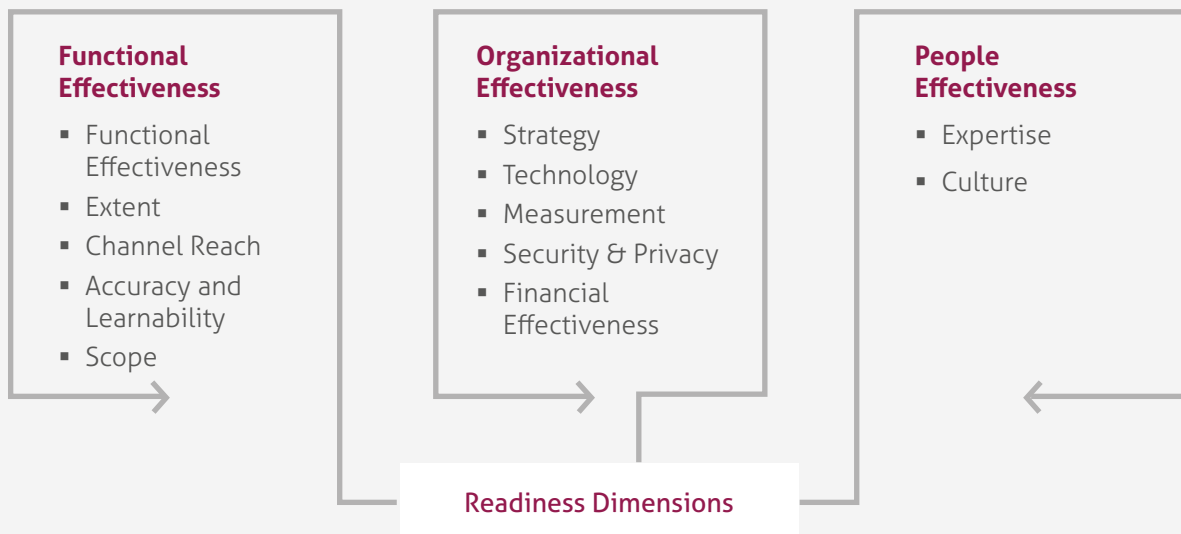 Functional
Effectiveness
▪ Functional
Effectiveness
▪ Extent
▪ Channel Reach
▪ Accuracy and
Learnability
▪ Scope
Organizational
Effectiveness
▪ Strategy
▪ Technology
▪ Measurement
▪ Security & Privacy
▪ Financial
Effectiveness
People
Effectiveness
▪ Expertise
▪ Culture
Readiness Dimensions